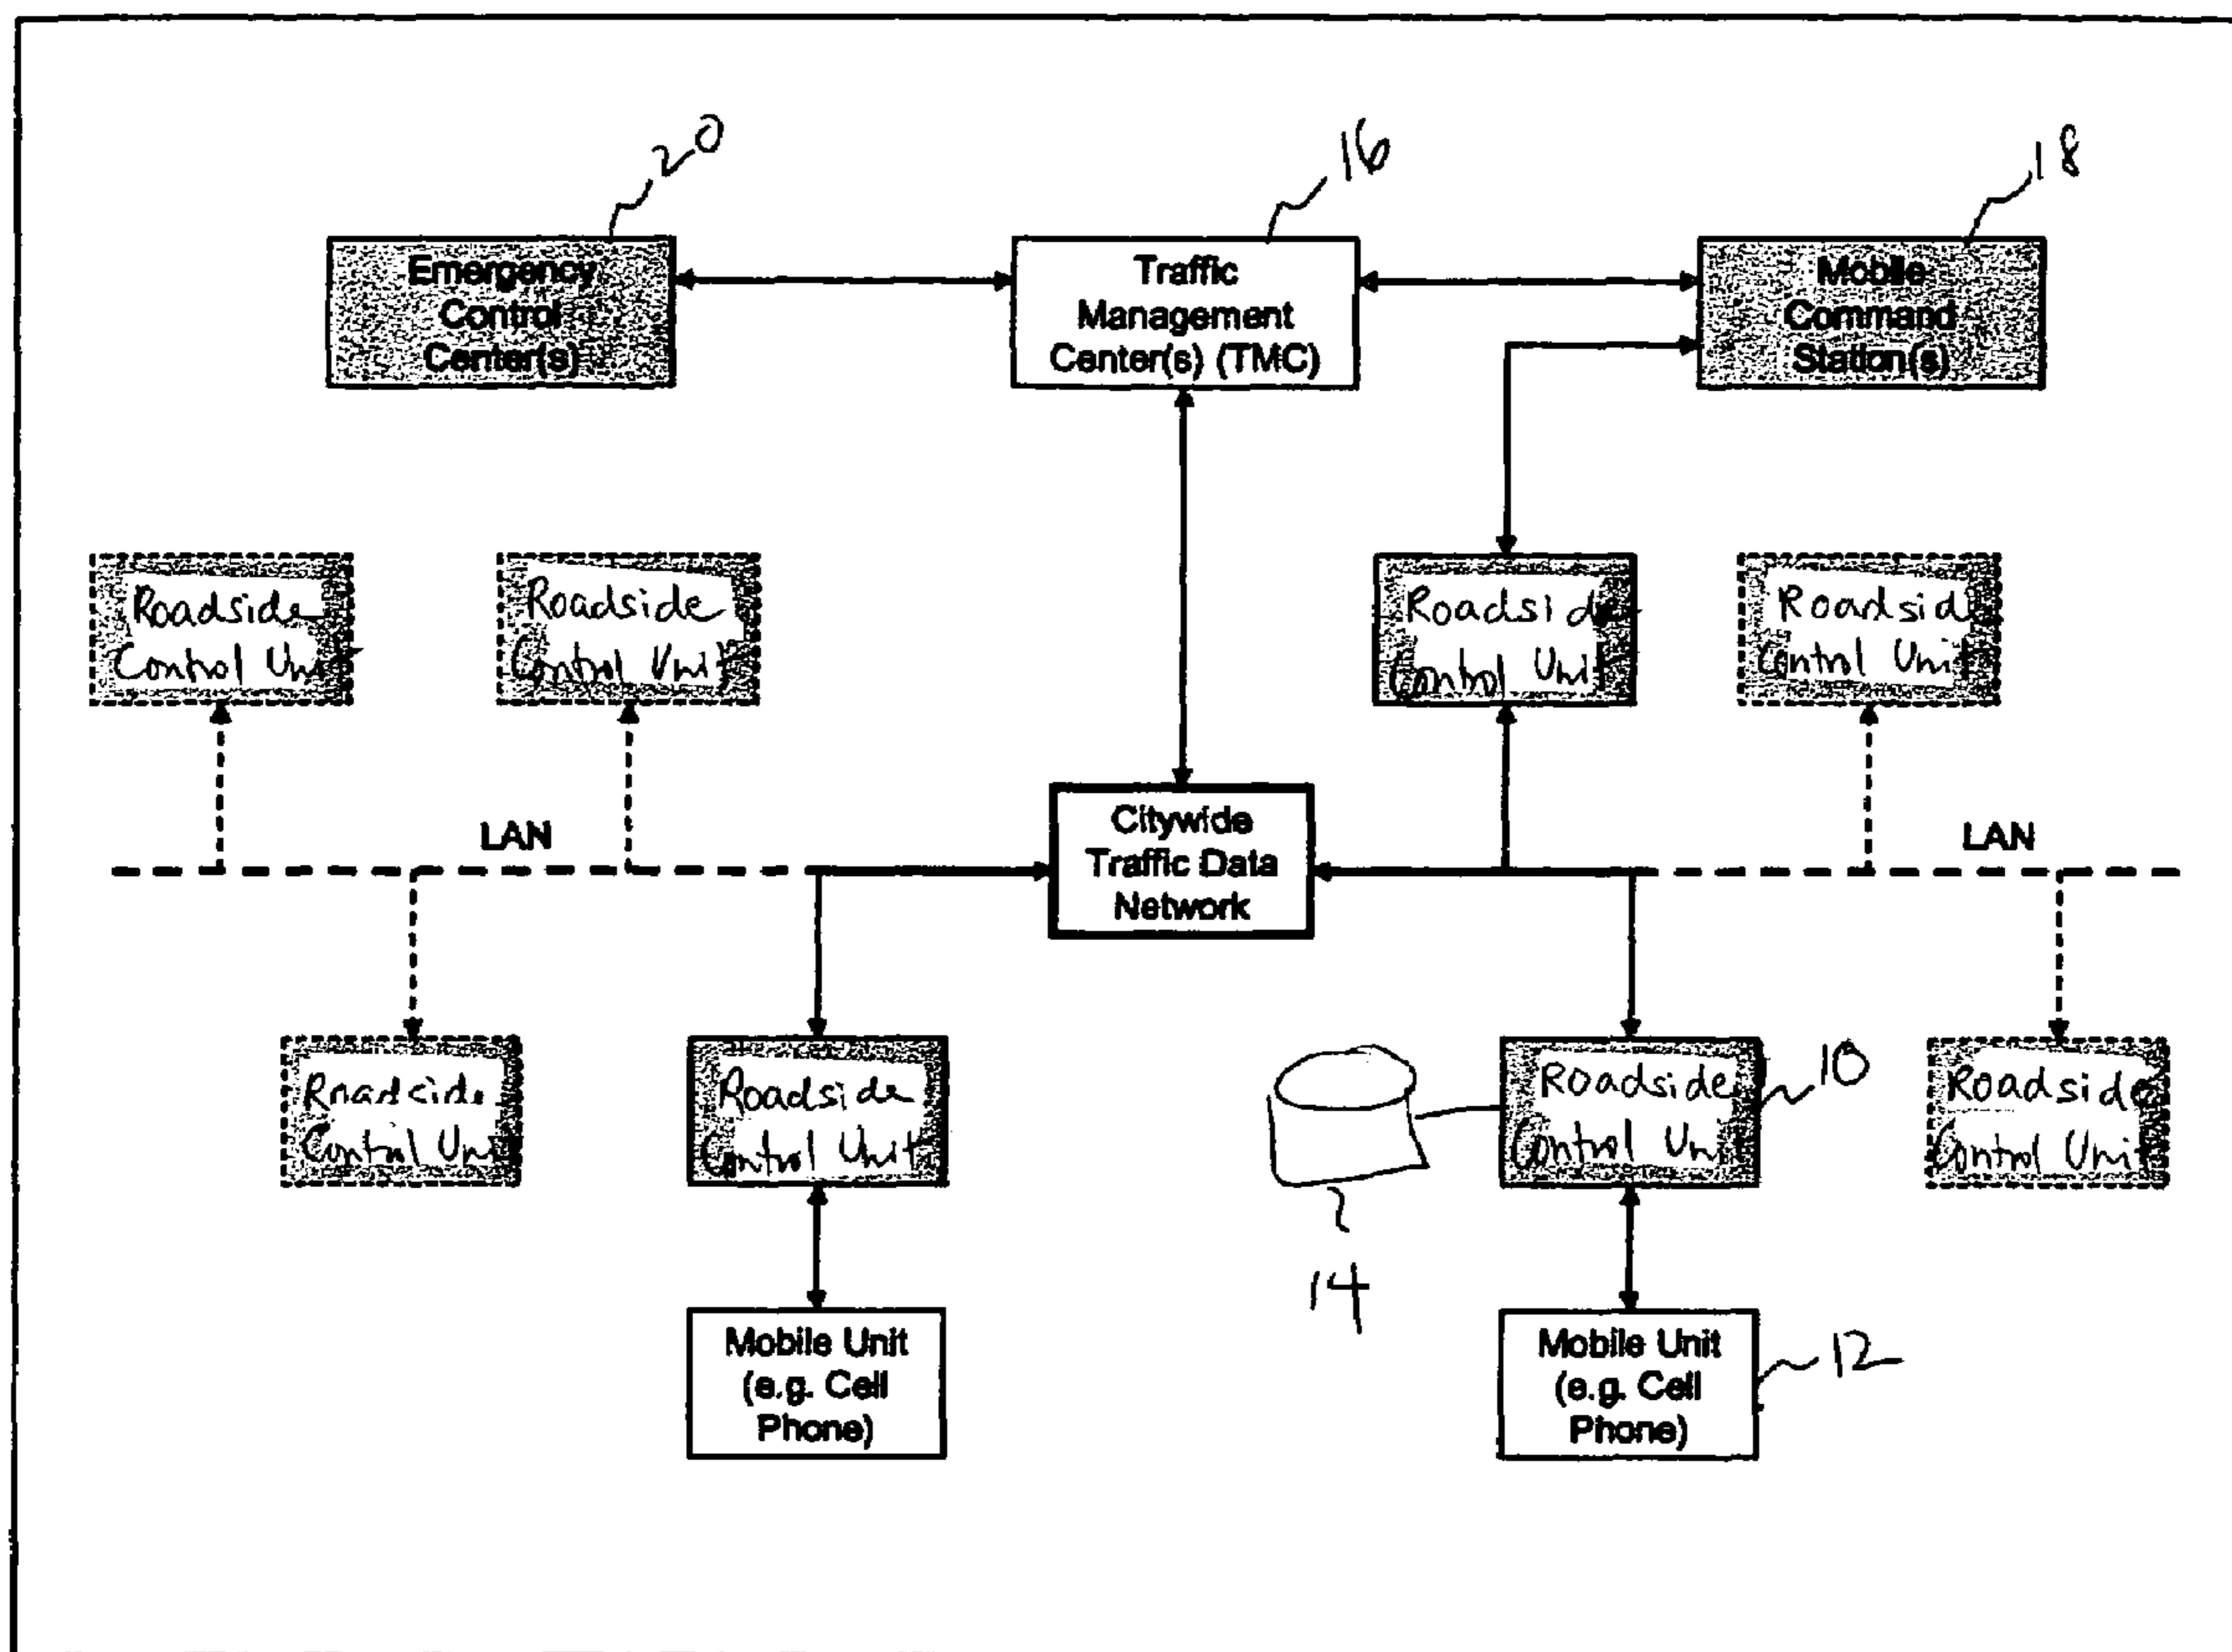 20
16
18
Emergency
Control
Center(s)
Traffic
Management
Center(s) (TMC)
Mobile
Command
Station(s)
Roadside
Control Unit
Roadside
Control Unit
Roadside
Control Unit
Roadside
Control Unit
LAN
Citywide
Traffic Data
Network
LAN
Roadside
Control Unit
Roadside
Control Unit
Roadside
Control Unit
10
Roadside
Control Unit
14
Mobile Unit
(e.g. Cell
Phone)
Mobile Unit
(e.g. Cell
Phone)
12